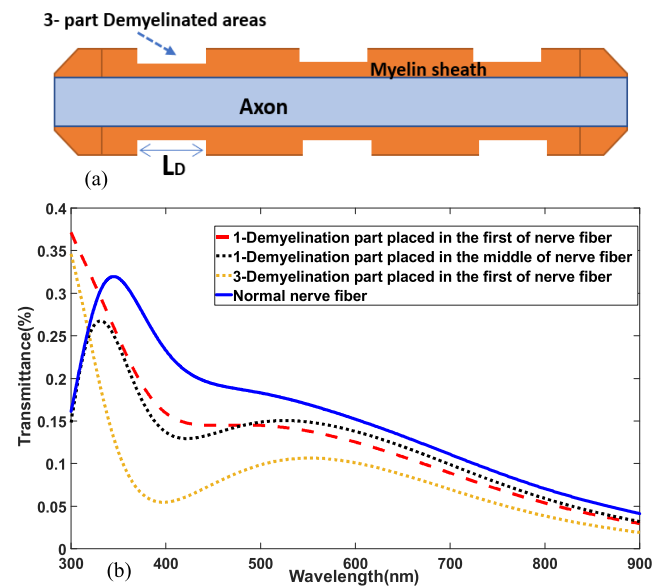 3- part Demyelinated areas
Myelin sheath
Axon
LD
(a)
0.4
0.35
0.3
0.25
0.2
0.15
0.1
0.05
0
Transmittance(%)
1-Demyelination part placed in the first of nerve fiber
1-Demyelination part placed in the middle of nerve fiber
3-Demyelination part placed in the first of nerve fiber
Normal nerve fiber
300 400 500 600 700 800 900
(b)
Wavelength(nm)